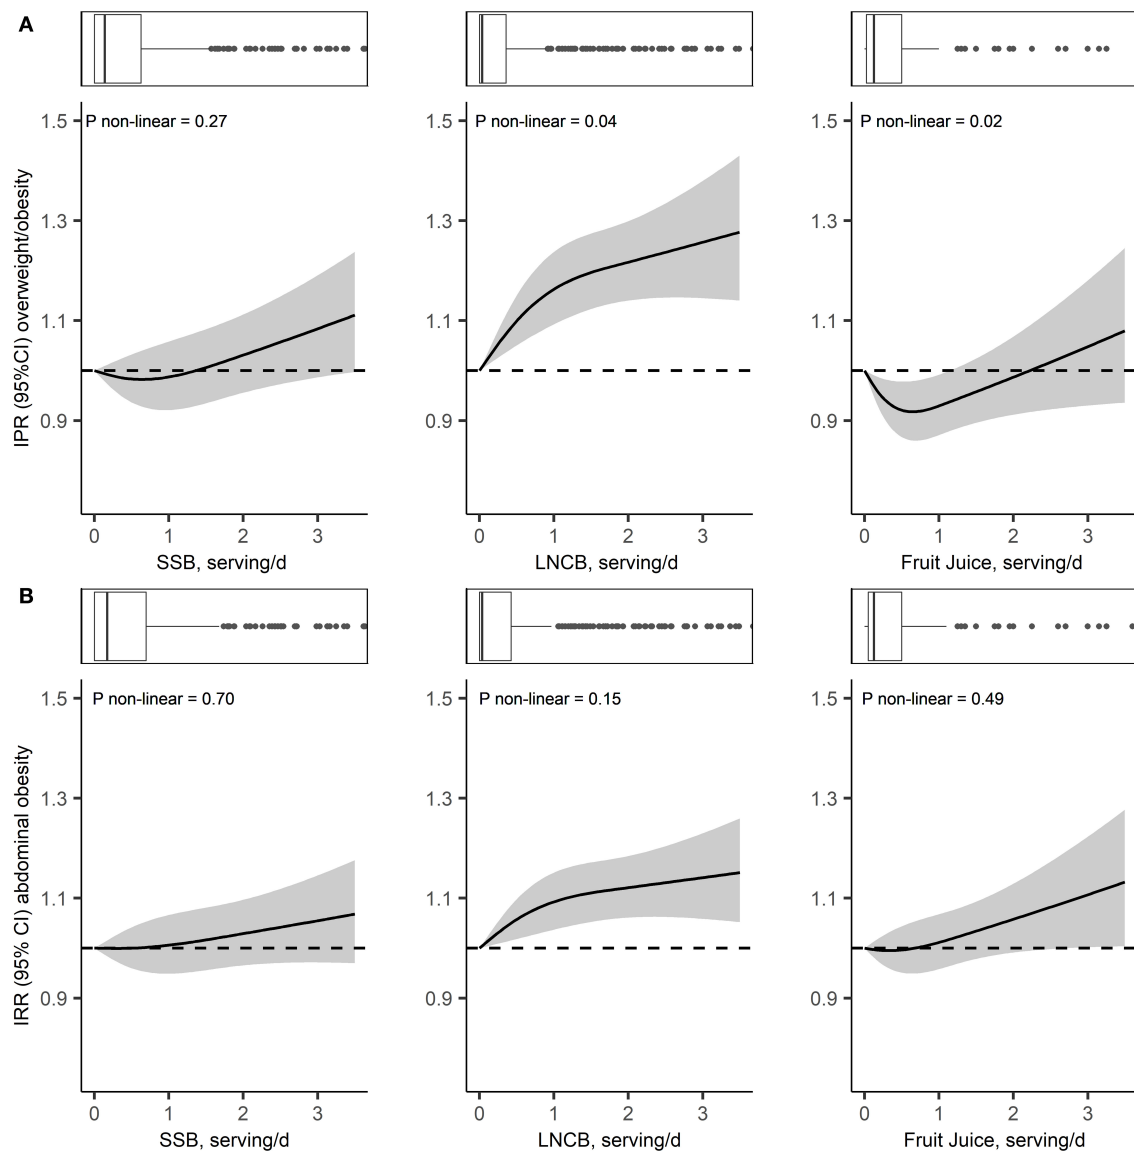 A
P non-linear = 0.27
P non-linear = 0.04
P non-linear = 0.02
IPR (95%CI) overweight/obesity
1.5
1.3
1.1
0.9
1.5
1.3
1.1
0.9
1.5
1.3
1.1
0.9
0 1 2 3
0 1 2 3
0 1 2 3
SSB, serving/d
LNCB, serving/d
Fruit Juice, serving/d
B
P non-linear = 0.70
P non-linear = 0.15
P non-linear = 0.49
IRR (95% CI) abdominal obesity
1.5
1.3
1.1
0.9
1.5
1.3
1.1
0.9
1.5
1.3
1.1
0.9
0 1 2 3
0 1 2 3
0 1 2 3
SSB, serving/d
LNCB, serving/d
Fruit Juice, serving/d